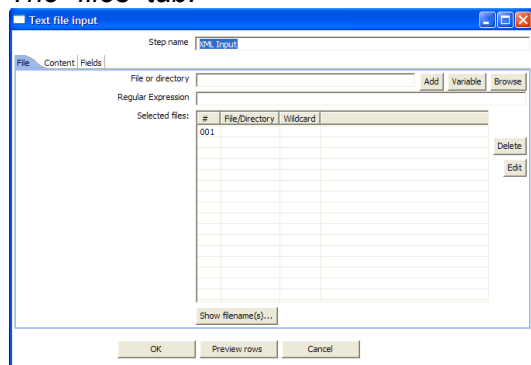 The "files" tab:
Text file input
Step name XML Input
File Content Fields
File or directory Add Variable Browse
Regular Expression
Selected files: # File/Directory Wildcard
001
Delete
Edit
Show filename(s)...
OK Preview rows Cancel